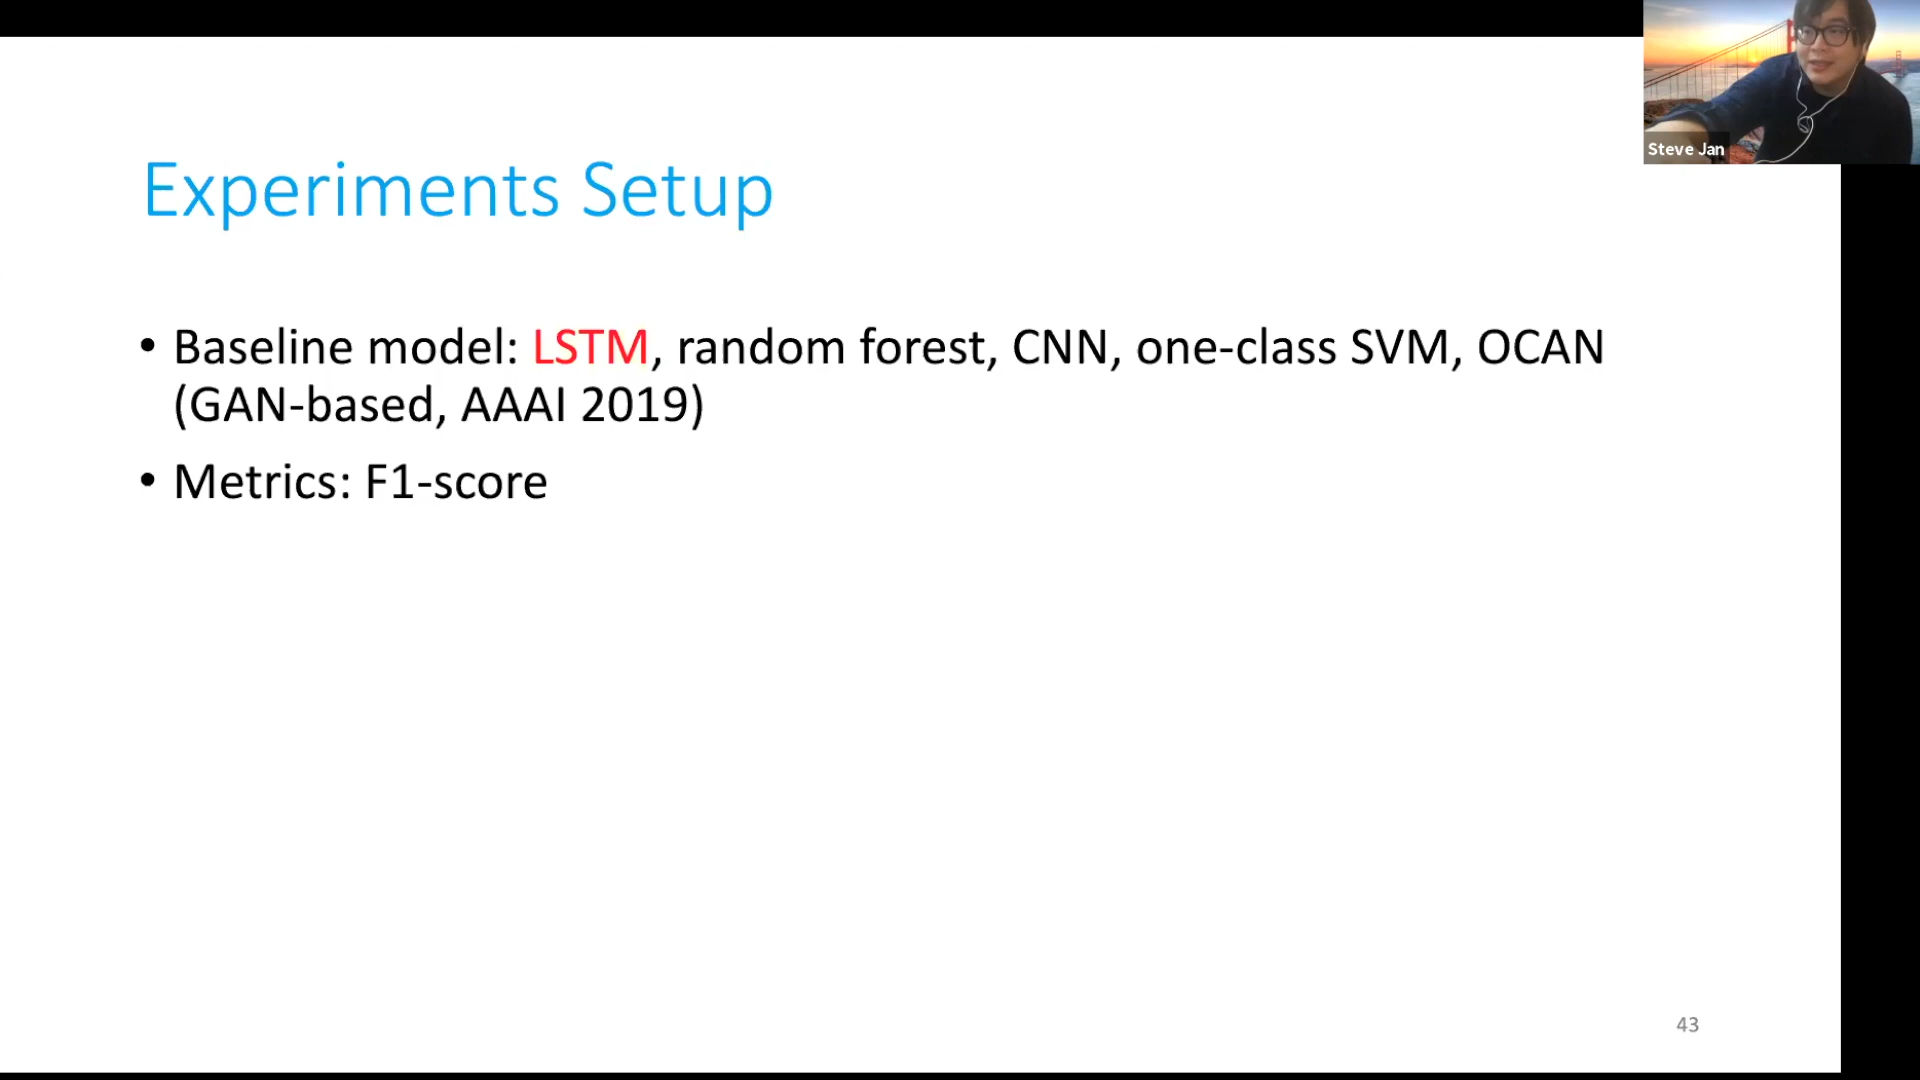 Steve Jan
Experiments Setup
• Baseline model: LSTM, random forest, CNN, one-class SVM, OCAN
(GAN-based, AAAI 2019)
• Metrics: F1-score
43